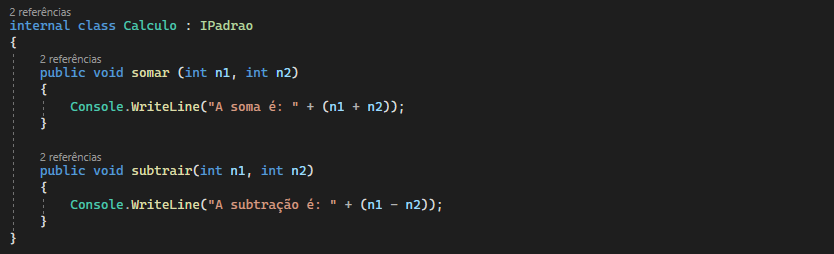 2 referências
internal class Calculo : IPadrao
{
2 referências
public void somar (int n1, int n2)
{
Console.WriteLine("A soma é: " + (n1 + n2));
}
2 referências
public void subtrair(int n1, int n2)
{
Console.WriteLine("A subtração é: " + (n1 - n2));
}
}